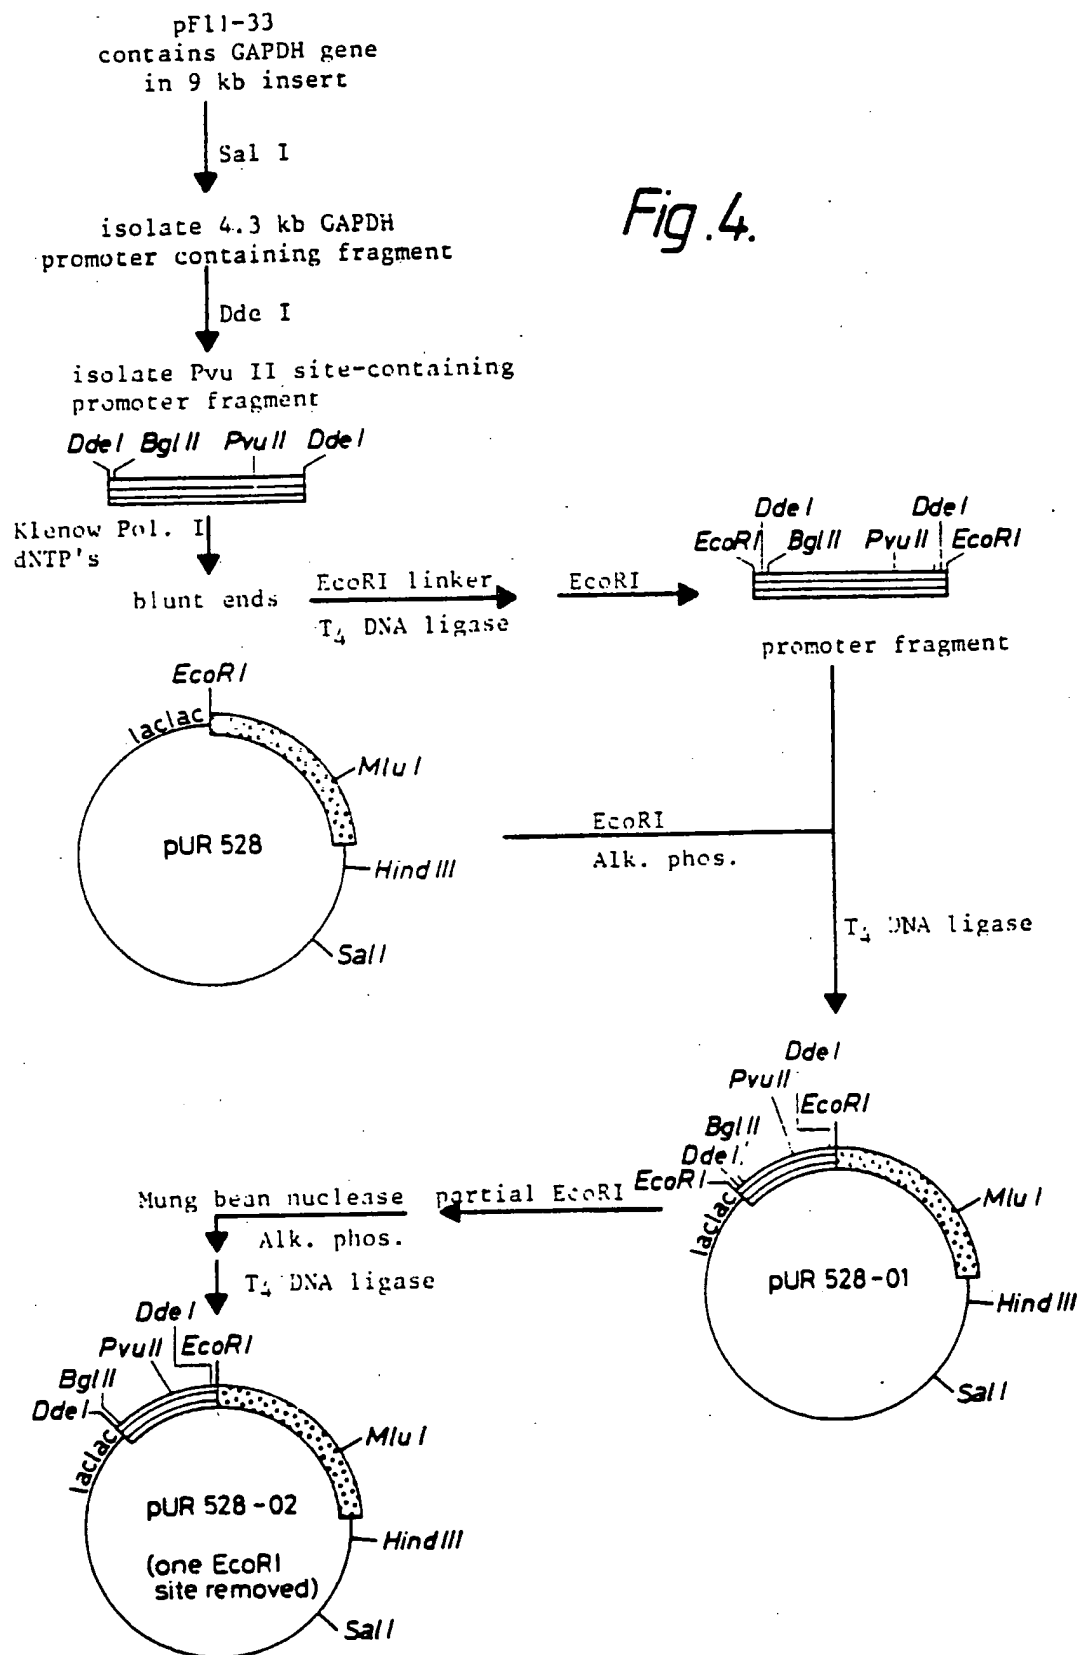 pF11-33
contains GAPDH gene
in 9 kb insert
Sal I
Fig.4.
isolate 4.3 kb GAPDH
promoter containing fragment
Dde I
isolate Pvu II site-containing
promoter fragment
DdeI BglII PvuII DdeI
Klenow Pol. I
dNTP's
blunt ends
EcoRI linker
T4 DNA ligase
EcoRI
DdeI DdeI
EcoRI BglII PvuII EcoRI
promoter fragment
EcoRI
laclac
MluI
pUR 528
HindIII
SalI
EcoRI
Alk. phos.
T4 DNA ligase
DdeI
PvuII
EcoRI
BglII
DdeI
EcoRI
laclac
MluI
pUR 528-01
HindIII
SalI
Mung bean nuclease partial EcoRI
Alk. phos.
T4 DNA ligase
DdeI
PvuII EcoRI
BglII
DdeI
laclac
MluI
pUR 528-02
HindIII
(one EcoRI
site removed)
SalI